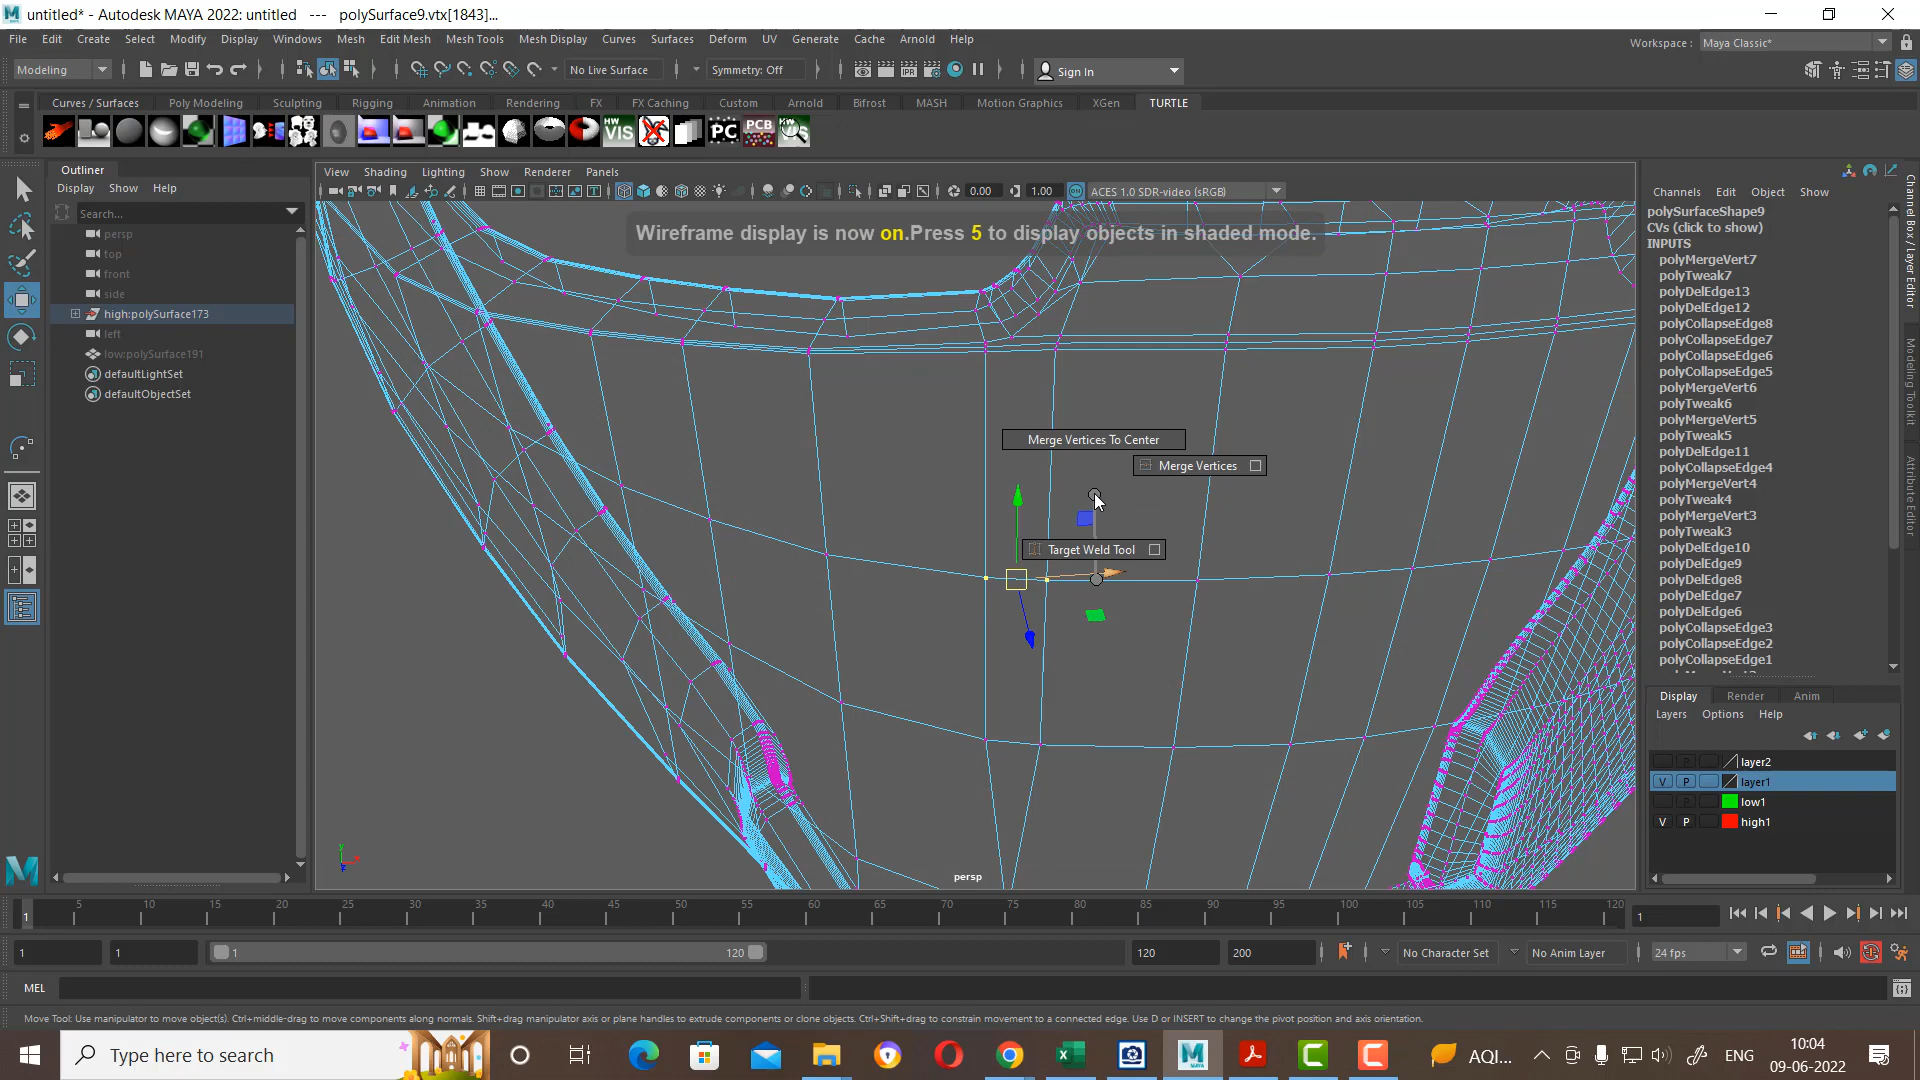 untitled* - Autodesk MAYA 2022: untitled --- polySurface9.vtx[1843]...
File Edit Create Select Modify Display Windows Mesh Edit Mesh Mesh Tools Mesh Display Curves Surfaces Deform UV Generate Cache Arnold Help
Workspace : Maya Classic*
Modeling No Live Surface Symmetry: Off IPR Sign In
Curves / Surfaces Poly Modeling Sculpting Rigging Animation Rendering FX FX Caching Custom Arnold Bifrost MASH Motion Graphics XGen TURTLE
HW VIS PC PCB
Outliner
Display Show Help
Search...
persp
top
front
side
high:polySurface173
left
low:polySurface191
defaultLightSet
defaultObjectSet
View Shading Lighting Show Renderer Panels
0.00 1.00 ACES 1.0 SDR-video (sRGB)
Wireframe display is now on.Press 5 to display objects in shaded mode.
Merge Vertices To Center
Merge Vertices
Target Weld Tool
persp
Channels Edit Object Show
polySurfaceShape9
CVs (click to show)
INPUTS
polyMergeVert7
polyTweak7
polyDelEdge13
polyDelEdge12
polyCollapseEdge8
polyCollapseEdge7
polyCollapseEdge6
polyCollapseEdge5
polyMergeVert6
polyTweak6
polyMergeVert5
polyTweak5
polyDelEdge11
polyCollapseEdge4
polyMergeVert4
polyTweak4
polyMergeVert3
polyTweak3
polyDelEdge10
polyDelEdge9
polyDelEdge8
polyDelEdge7
polyDelEdge6
polyCollapseEdge3
polyCollapseEdge2
polyCollapseEdge1
Channel Box / Layer Editor
Modeling Toolkit
Attribute Editor
Display Render Anim
Layers Options Help
P layer2
V P layer1
P low1
V P high1
5 10 15 20 25 30 35 40 45 50 55 60 65 70 75 80 85 90 95 100 105 110 115 120
1
1
1 1 1 120 120 200 No Character Set No Anim Layer 24 fps
MEL
Move Tool: Use manipulator to move object(s). Ctrl+middle-drag to move components along normals. Shift+drag manipulator axis or plane handles to extrude components or clone objects. Ctrl+Shift+drag to constrain movement to a connected edge. Use D or INSERT to change the pivot position and axis orientation.
Type here to search
AQI...
ENG
10:04
09-06-2022